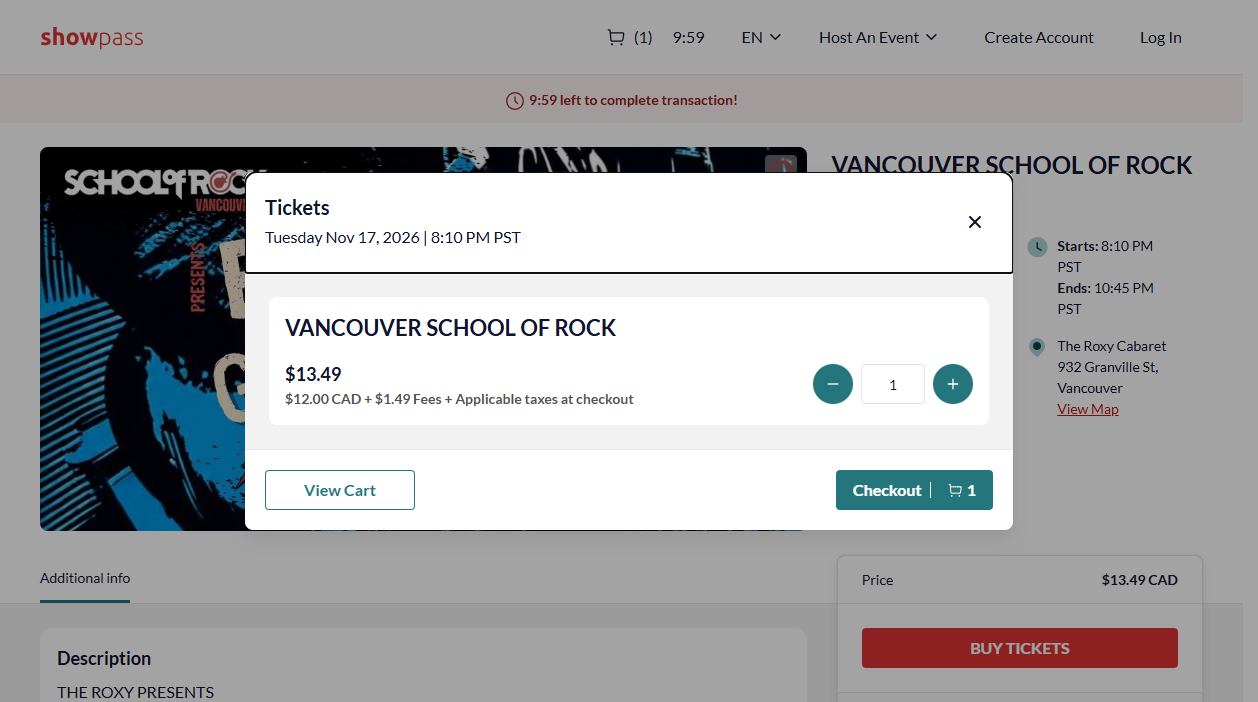 showpass
(1)
9:59
EN
Host An Event
Create Account
Log In
9:59 left to complete transaction!
SCHOOL of ROCK
PRESENTS
VANCOUVER SCHOOL OF ROCK
Starts: 8:10 PM
PST
Ends: 10:45 PM
PST
The Roxy Cabaret
932 Granville St,
Vancouver
View Map
Tickets
Tuesday Nov 17, 2026 | 8:10 PM PST
VANCOUVER SCHOOL OF ROCK
$13.49
$12.00 CAD + $1.49 Fees + Applicable taxes at checkout
1
View Cart
Checkout
1
Additional info
Price
$13.49 CAD
BUY TICKETS
Description
THE ROXY PRESENTS